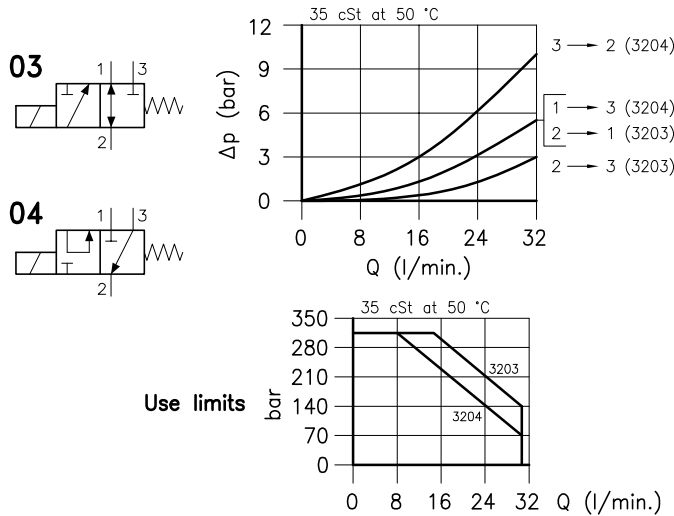 03
1 3
2
04
1 3
2
35 cSt at 50 °C
Δp (bar)
12
9
6
3
0
0 8 16 24 32
Q (l/min.)
3 → 2 (3204)
1 → 3 (3204)
2 → 1 (3203)
2 → 3 (3203)
35 cSt at 50 °C
Use limits
bar
350
280
210
140
70
0
3203
3204
0 8 16 24 32 Q (l/min.)